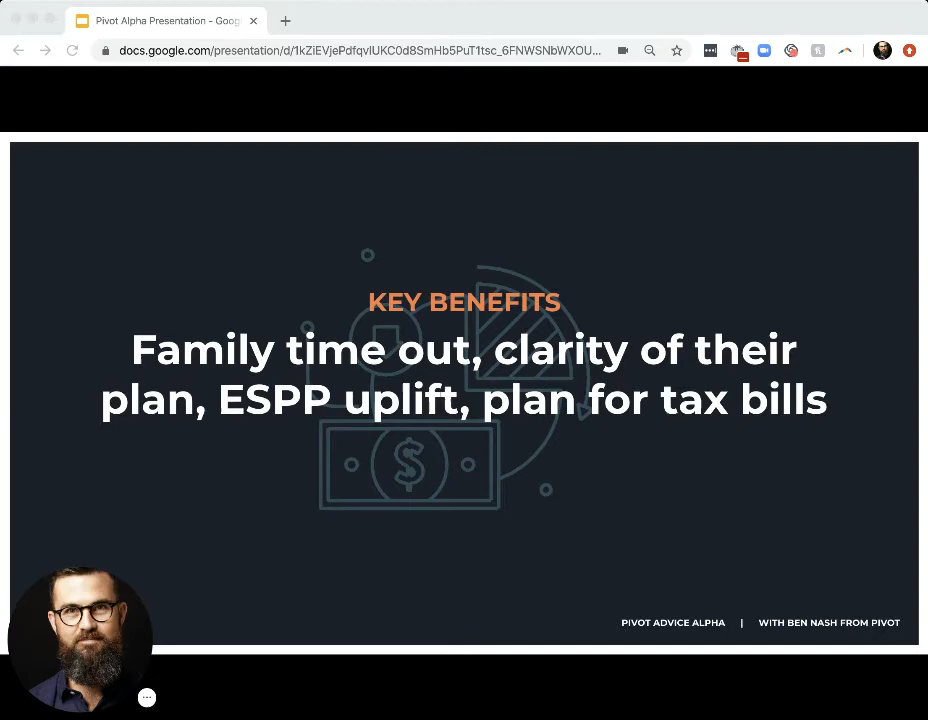 Pivot Alpha Presentation - Goog
docs.google.com/presentation/d/1kZiEVjePdfqvIUKC0d8SmHb5PuT1tsc_6FNWSNbWXOU...
KEY BENEFITS
Family time out, clarity of their
plan, ESPP uplift, plan for tax bills
$
PIVOT ADVICE ALPHA | WITH BEN NASH FROM PIVOT